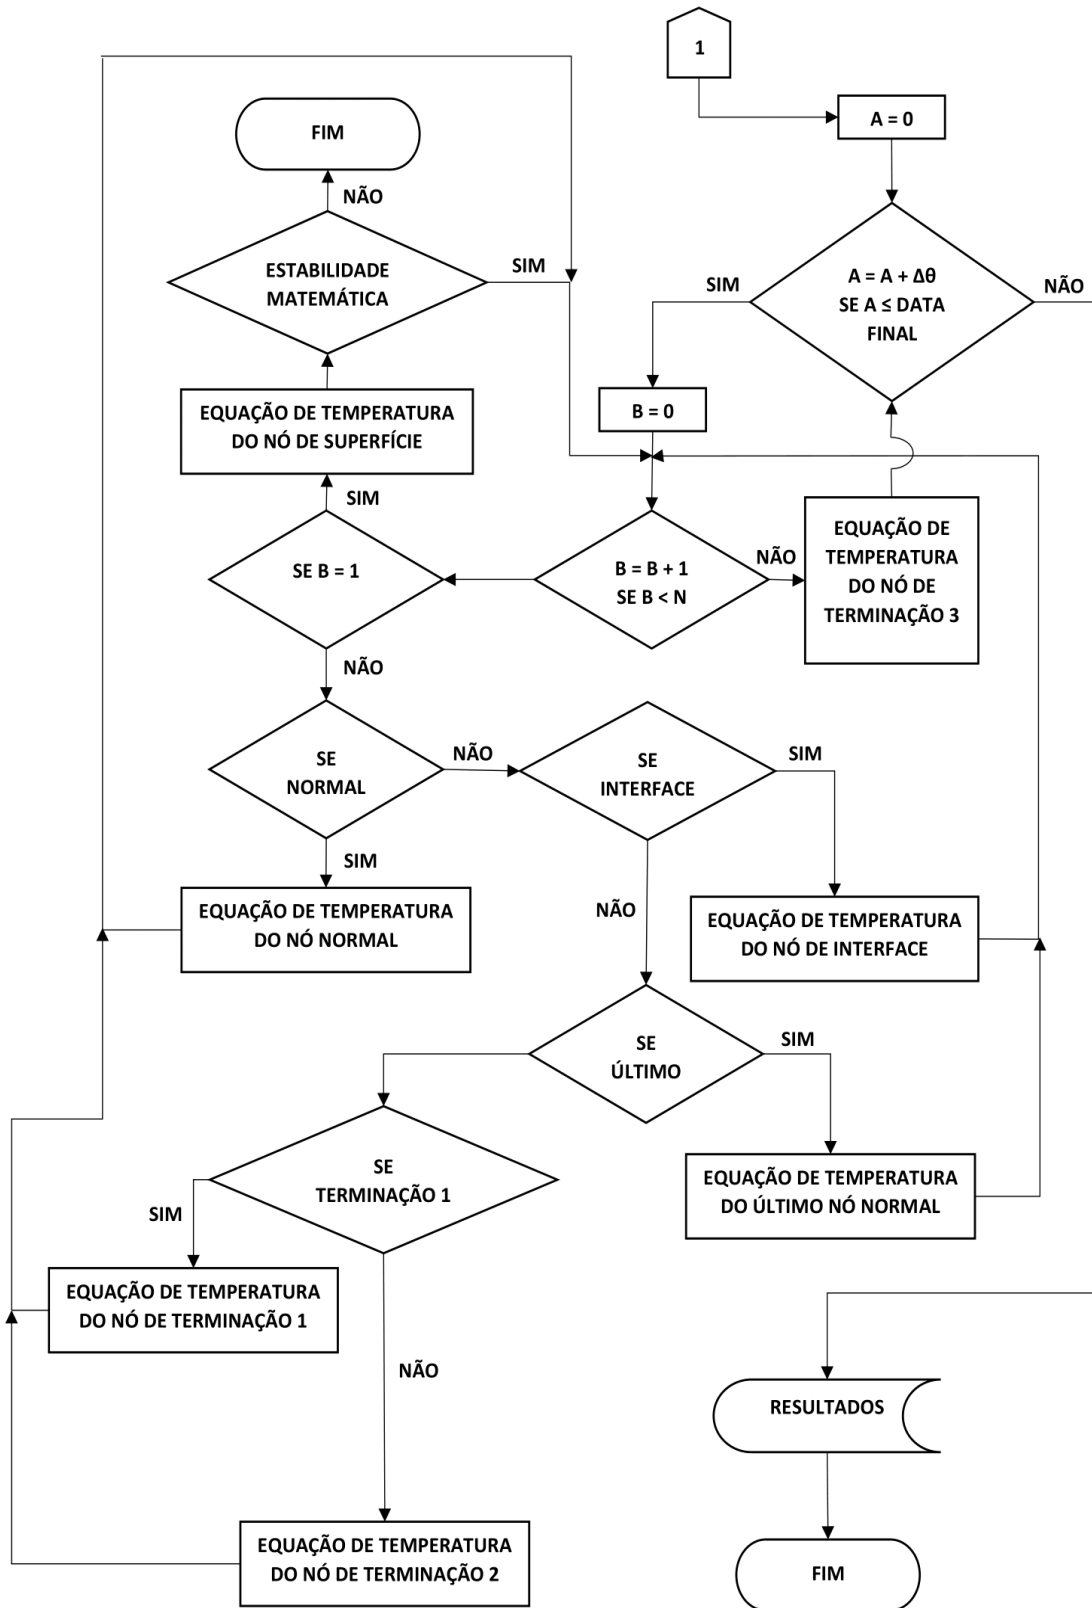 1
A = 0
FIM
NÃO
ESTABILIDADE
MATEMÁTICA
SIM
A = A + Δθ
SE A ≤ DATA
FINAL
SIM
NÃO
B = 0
EQUAÇÃO DE TEMPERATURA
DO NÓ DE SUPERFÍCIE
SIM
SE B = 1
B = B + 1
SE B < N
NÃO
EQUAÇÃO DE
TEMPERATURA
DO NÓ DE
TERMINAÇÃO 3
NÃO
SE
NORMAL
NÃO
SE
INTERFACE
SIM
SIM
EQUAÇÃO DE TEMPERATURA
DO NÓ NORMAL
NÃO
EQUAÇÃO DE TEMPERATURA
DO NÓ DE INTERFACE
SE
ÚLTIMO
SIM
SE
TERMINAÇÃO 1
SIM
EQUAÇÃO DE TEMPERATURA
DO ÚLTIMO NÓ NORMAL
EQUAÇÃO DE TEMPERATURA
DO NÓ DE TERMINAÇÃO 1
NÃO
RESULTADOS
EQUAÇÃO DE TEMPERATURA
DO NÓ DE TERMINAÇÃO 2
FIM